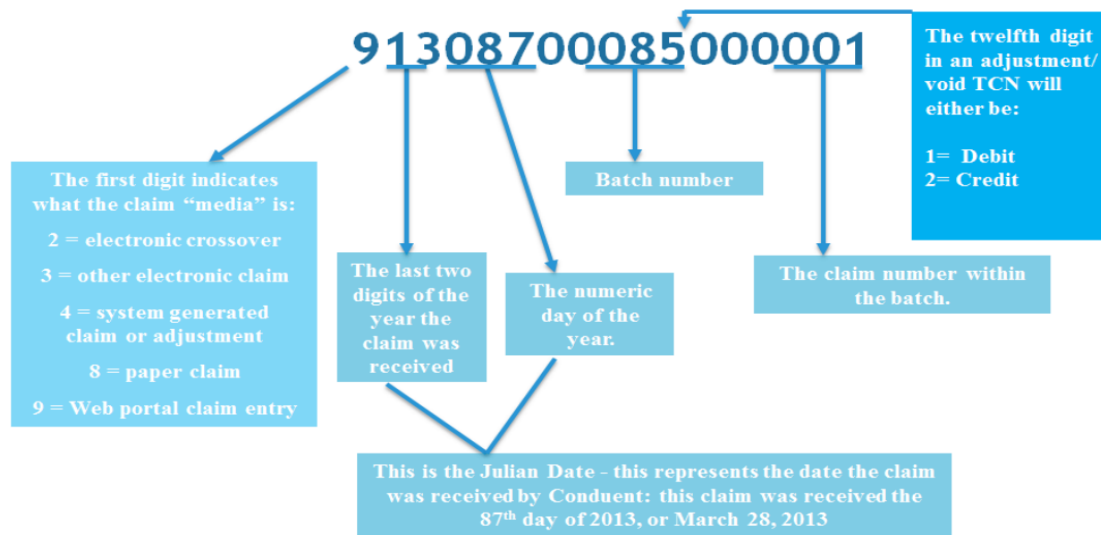 91308700085000001
The twelfth digit
in an adjustment/
void TCN will
either be:
1= Debit
2= Credit
The first digit indicates
what the claim “media” is:
2 = electronic crossover
3 = other electronic claim
4 = system generated
claim or adjustment
8 = paper claim
9 = Web portal claim entry
The last two
digits of the
year the
claim was
received
The numeric
day of the
year.
Batch number
The claim number within
the batch.
This is the Julian Date - this represents the date the claim
was received by Conduent: this claim was received the
87th day of 2013, or March 28, 2013